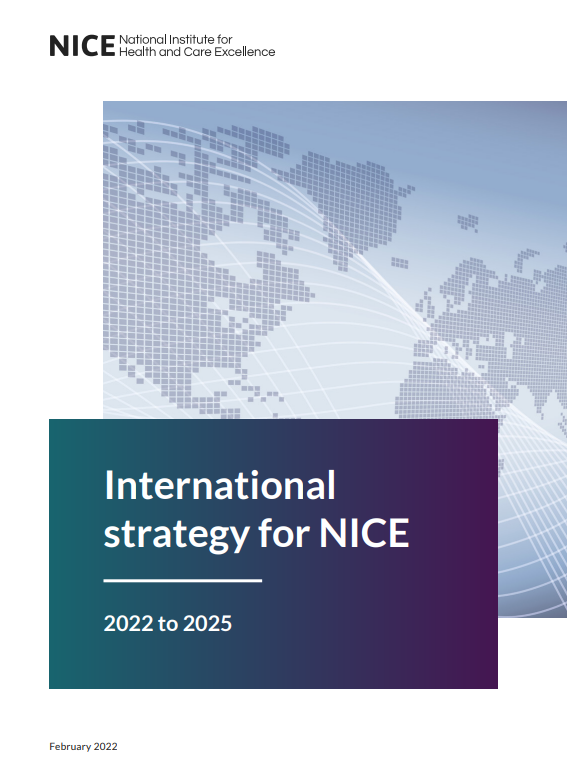 NICE National Institute for
Health and Care Excellence
International
strategy for NICE
2022 to 2025
February 2022